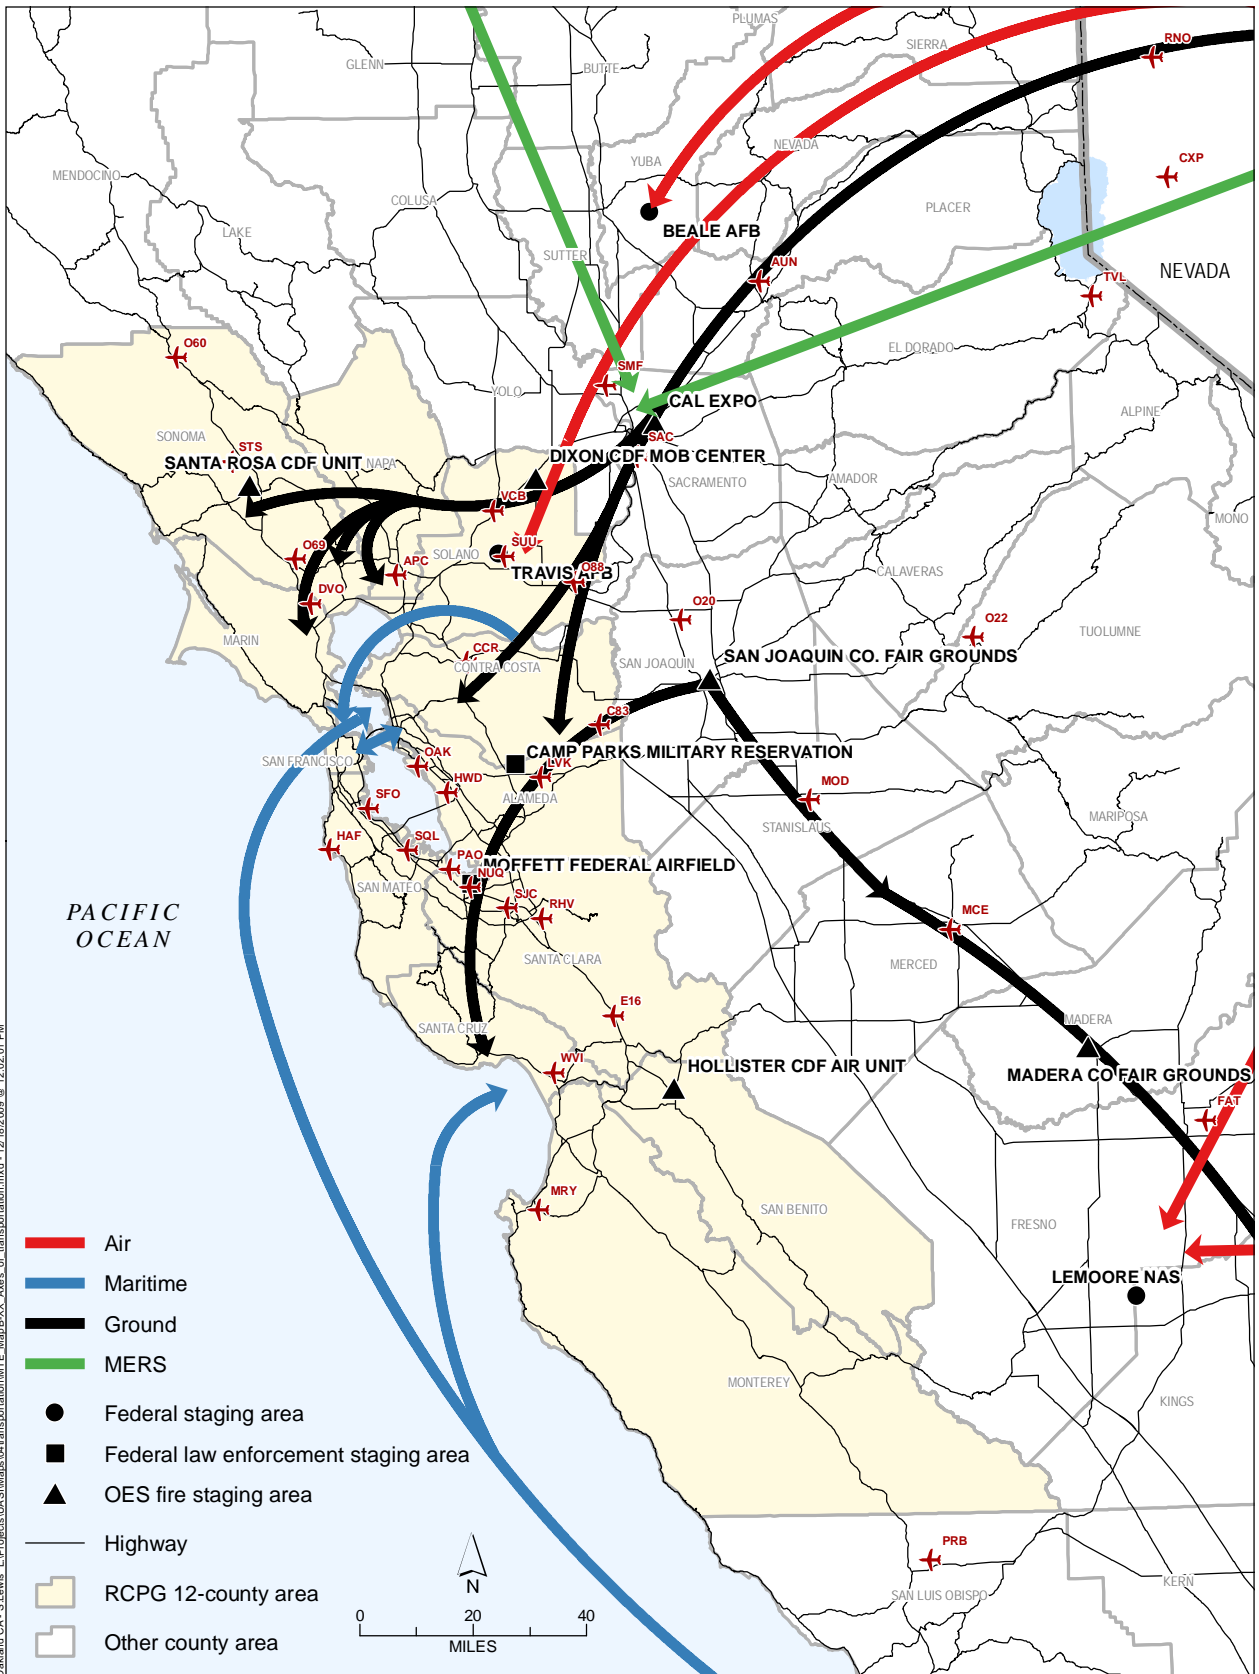 PLUMAS
RNO
SIERRA
GLENN
BUTTE
NEVADA
CXP
YUBA
MENDOCINO
COLUSA
PLACER
LAKE
BEALE AFB
SUTTER
AUN
NEVADA
TVL
O60
SMF
EL DORADO
YOLO
CAL EXPO
ALPINE
SONOMA
STS
SAC
SANTA ROSA CDF UNIT
NAPA
DIXON CDF MOB CENTER
SACRAMENTO
AMADOR
VCB
MONO
O69
SUU
SOLANO
APC
TRAVIS AFB
O88
CALAVERAS
DVO
O20
O22
TUOLUMNE
MARIN
CCR
CONTRA COSTA
SAN JOAQUIN
SAN JOAQUIN CO. FAIR GROUNDS
C83
SAN FRANCISCO
OAK
CAMP PARKS MILITARY RESERVATION
LVK
HWD
ALAMEDA
MOD
SFO
STANISLAUS
MARIPOSA
HAF
SQL
PAO
MOFFETT FEDERAL AIRFIELD
NUQ
SAN MATEO
SJC
RHV
PACIFIC
OCEAN
MCE
SANTA CLARA
MERCED
E16
SANTA CRUZ
MADERA
WVI
HOLLISTER CDF AIR UNIT
MADERA CO FAIR GROUNDS
FAT
MRY
SAN BENITO
FRESNO
LEMOORE NAS
MONTEREY
KINGS
PRB
SAN LUIS OBISPO
KERN
Air
Maritime
Ground
MERS
Federal staging area
Federal law enforcement staging area
OES fire staging area
Highway
RCPG 12-county area
Other county area
N
0 20 40
MILES